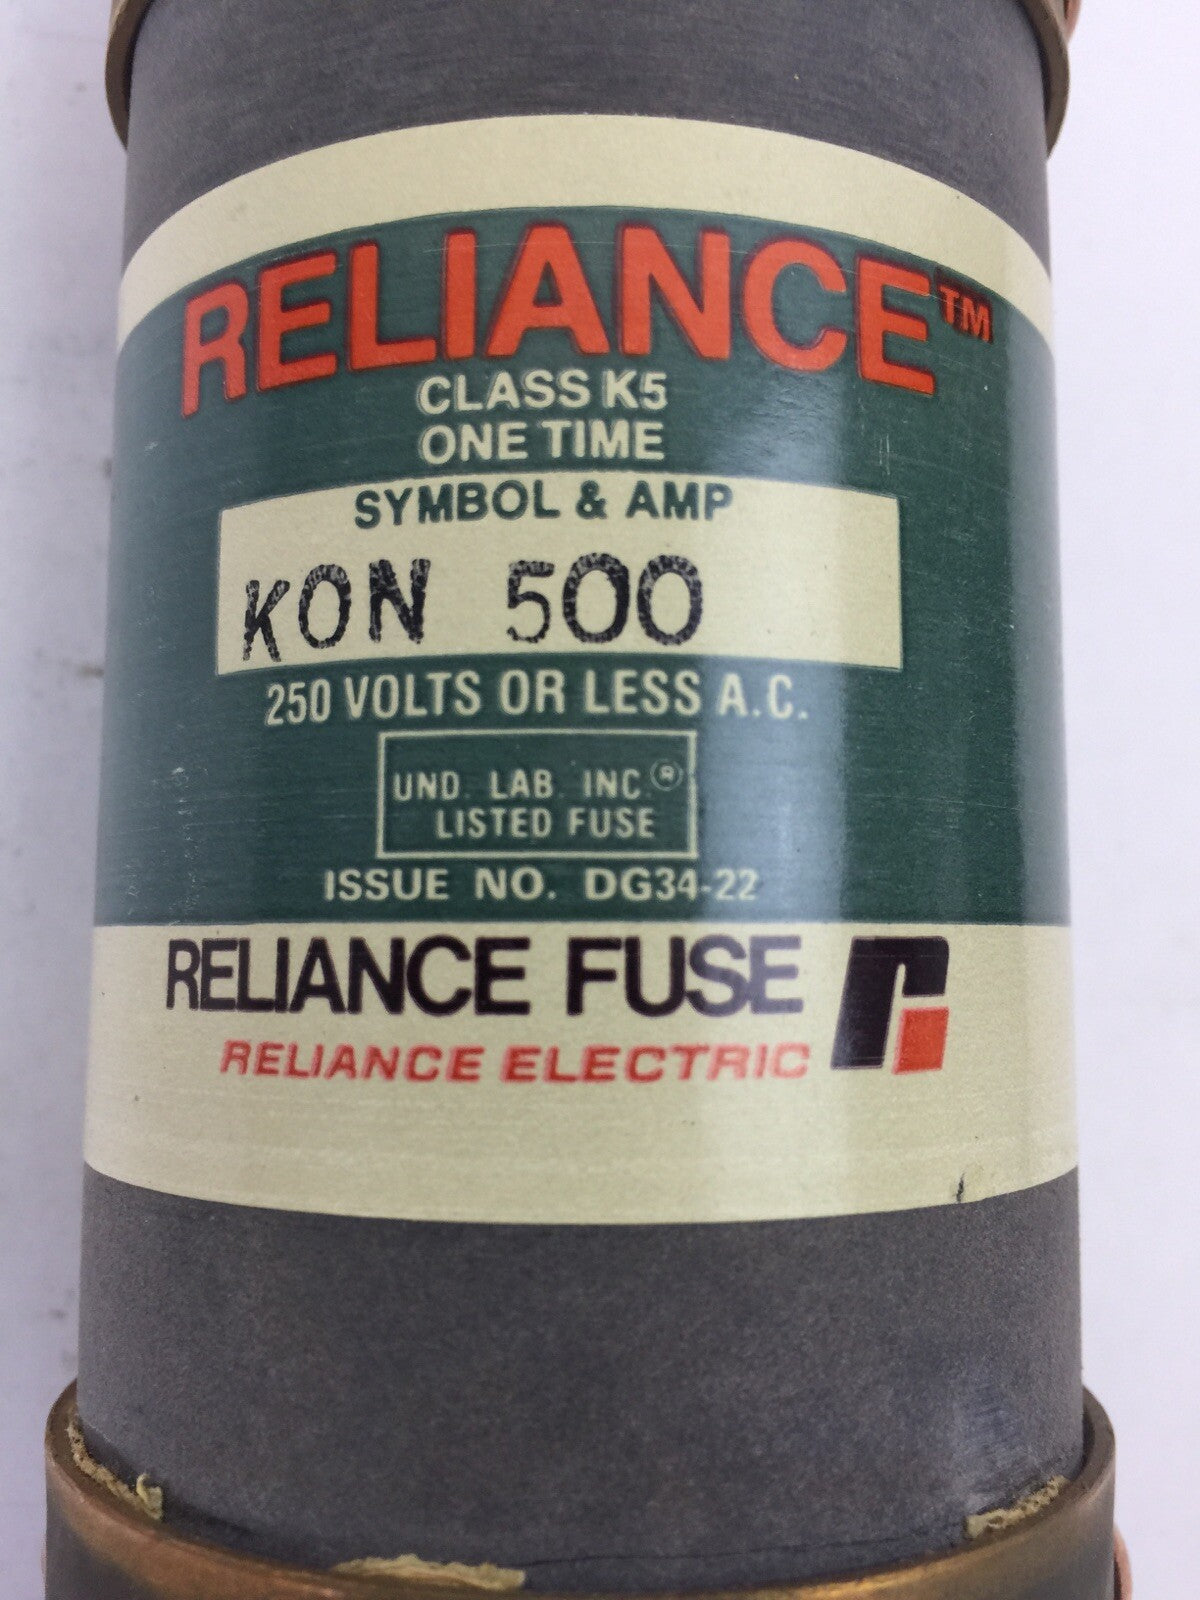 RELIANCE™
CLASS K5
ONE TIME
SYMBOL & AMP
KON 500
250 VOLTS OR LESS A.C.
UND. LAB. INC.®
LISTED FUSE
ISSUE NO. DG34-22
RELIANCE FUSE
RELIANCE ELECTRIC